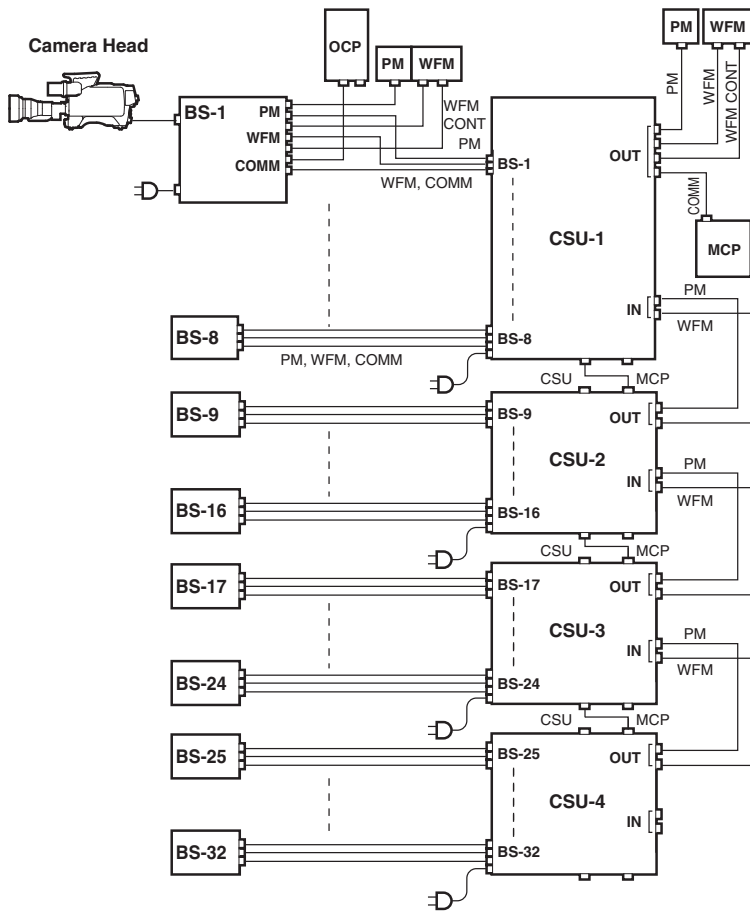 Camera Head
OCP
PM
WFM
PM
WFM
BS-1
PM
WFM
COMM
WFM
CONT
PM
WFM, COMM
PM
WFM
WFM CONT
COMM
MCP
BS-1
OUT
CSU-1
IN
PM
WFM
BS-8
PM, WFM, COMM
BS-8
CSU
MCP
BS-9
BS-9
OUT
CSU-2
IN
PM
WFM
BS-16
BS-16
CSU
MCP
BS-17
BS-17
OUT
CSU-3
IN
PM
WFM
BS-24
BS-24
CSU
MCP
BS-25
BS-25
OUT
CSU-4
IN
BS-32
BS-32